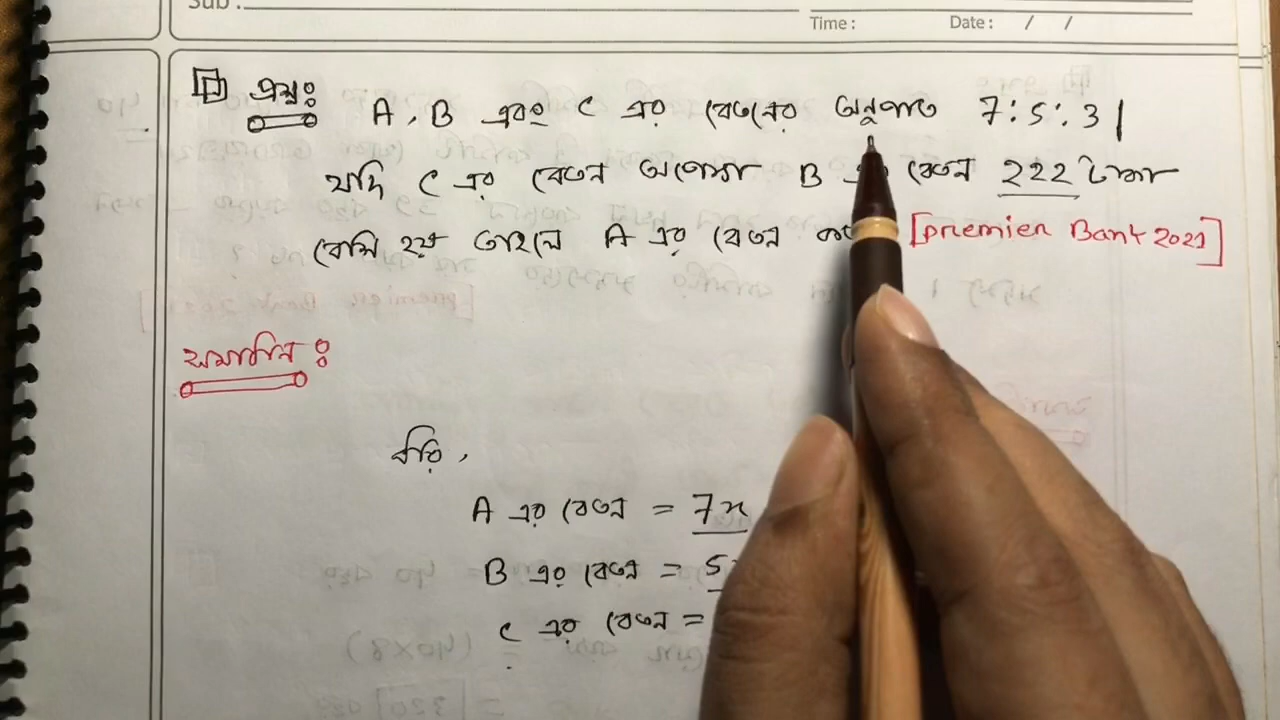 Sub :
Time : Date : / /
প্রশ্নঃ A, B এবং C এর বেতনের অনুপাত 7:5:3।
যদি C এর বেতন অপেক্ষা B এর বেতন 222 টাকা
বেশি হয় তাহলে A এর বেতন কত [Premier Bank 2021]
সমাধানঃ
ধরি,
A এর বেতন = 7x
B এর বেতন = 5
C এর বেতন =